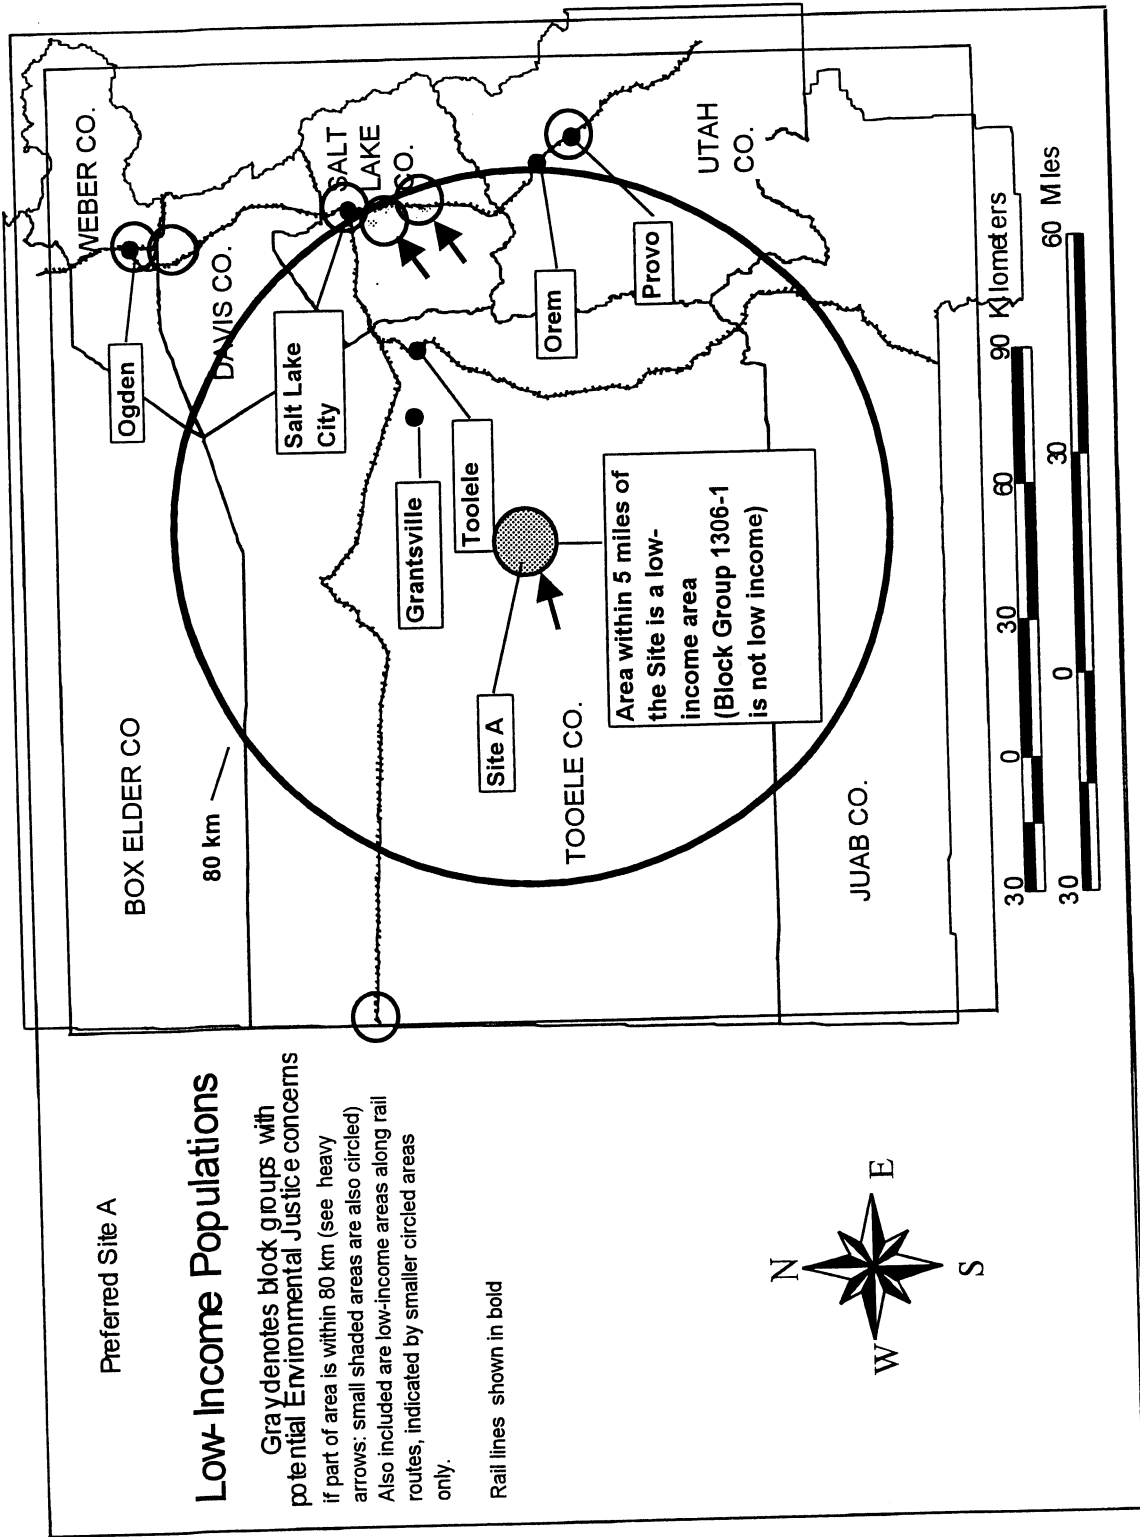 Preferred Site A
Low-Income Populations
Gray denotes block groups with
potential Environmental Justice concerns
if part of area is within 80 km (see heavy
arrows: small shaded areas are also circled)
Also included are low-income areas along rail
routes, indicated by smaller circled areas
only.
Rail lines shown in bold
N
W
E
S
BOX ELDER CO
80 km
WEBER CO.
Ogden
DAVIS CO.
Salt Lake
City
SALT
LAKE
CO.
Grantsville
Toolele
Site A
TOOELE CO.
Orem
Provo
UTAH
CO.
Area within 5 miles of
the Site is a low-
income area
(Block Group 1306-1
is not low income)
JUAB CO.
30 0 30 60 90 Kilometers
30 0 30 60 Miles